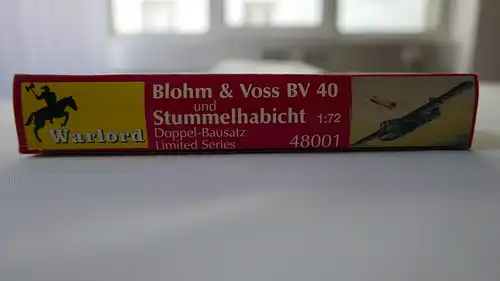 Warlord
Blohm & Voss BV 40
und
Stummelhabicht 1:72
Doppel-Bausatz
Limited Series 48001